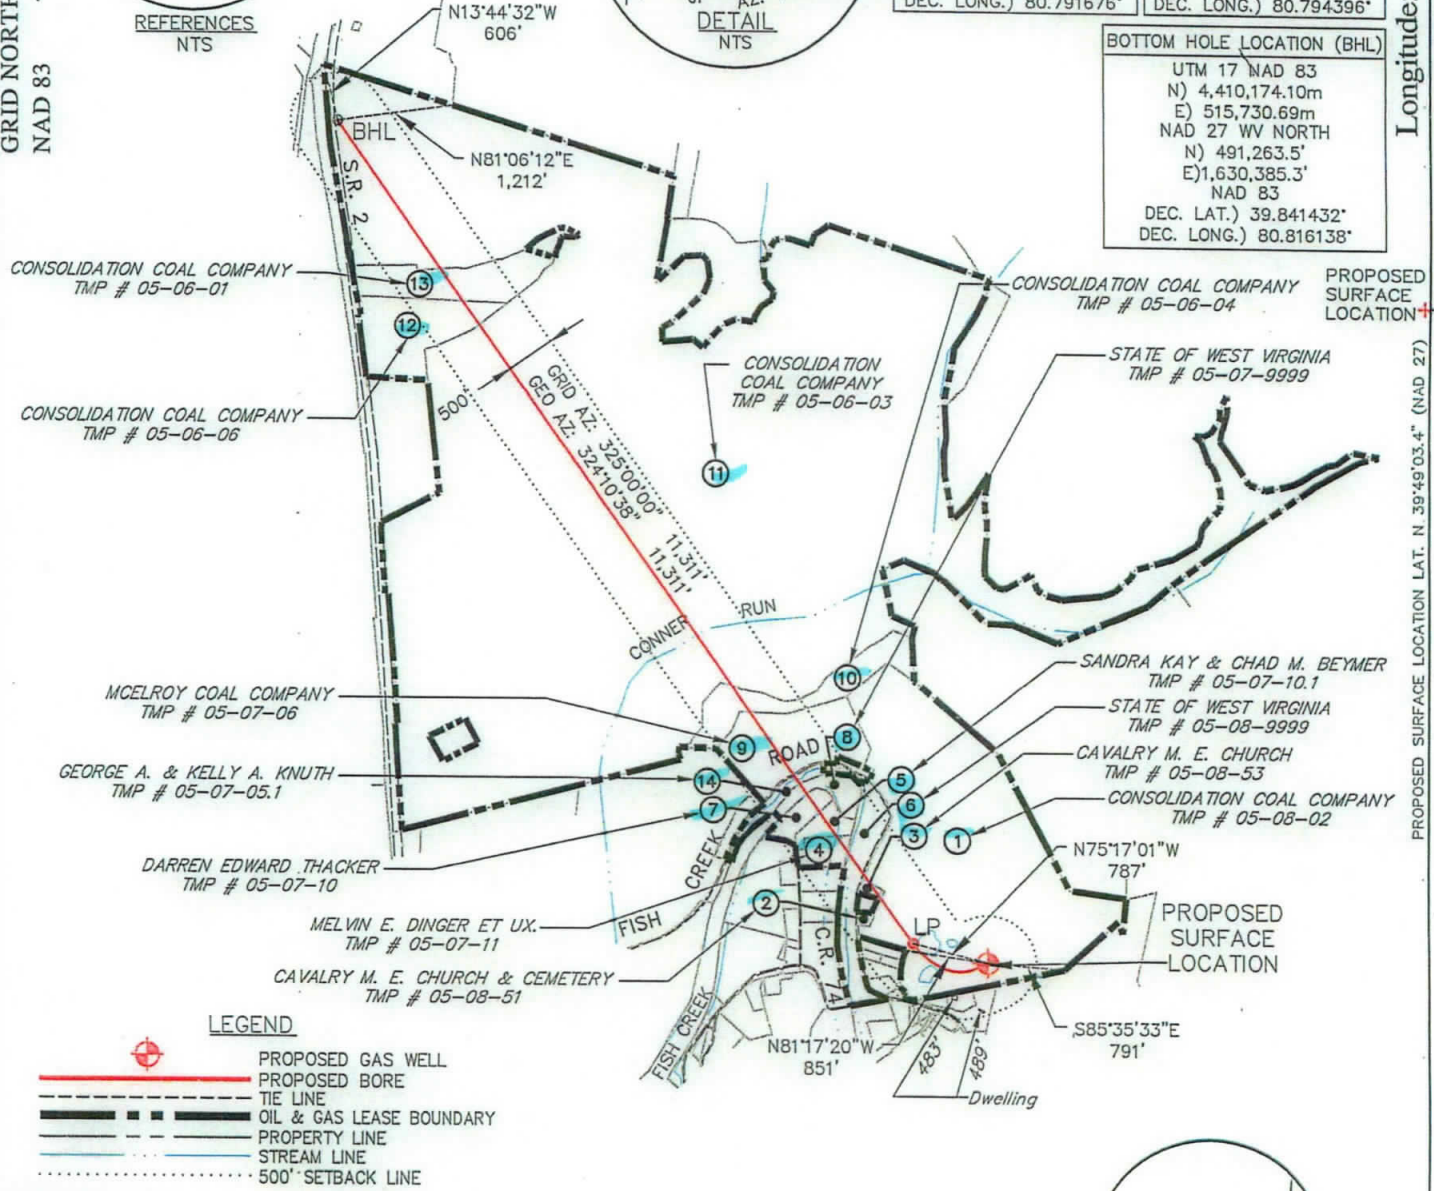 GRID NORTH
NAD 83
REFERENCES
NTS
N13°44'32"W
606'
AZ.
DETAIL
NTS
DEC. LONG.) 80.791676°
DEC. LONG.) 80.794396°
Longitude
BOTTOM HOLE LOCATION (BHL)
UTM 17 NAD 83
N) 4,410,174.10m
E) 515,730.69m
NAD 27 WV NORTH
N) 491,263.5'
E)1,630,385.3'
NAD 83
DEC. LAT.) 39.841432°
DEC. LONG.) 80.816138°
BHL
S.R. 2
N81°06'12"E
1,212'
CONSOLIDATION COAL COMPANY
TMP # 05-06-01
13
12
CONSOLIDATION COAL COMPANY
TMP # 05-06-06
500'
GRID AZ: 325°00'00" 11,311'
GEO AZ: 324°10'38" 11,311'
CONSOLIDATION
COAL COMPANY
TMP # 05-06-03
11
CONSOLIDATION COAL COMPANY
TMP # 05-06-04
PROPOSED
SURFACE
LOCATION
STATE OF WEST VIRGINIA
TMP # 05-07-9999
PROPOSED SURFACE LOCATION LAT. N. 39°49'03.4" (NAD 27)
CONNER RUN
10
SANDRA KAY & CHAD M. BEYMER
TMP # 05-07-10.1
MCELROY COAL COMPANY
TMP # 05-07-06
STATE OF WEST VIRGINIA
TMP # 05-08-9999
8
9
ROAD
CAVALRY M. E. CHURCH
TMP # 05-08-53
GEORGE A. & KELLY A. KNUTH
TMP # 05-07-05.1
14
5
CONSOLIDATION COAL COMPANY
TMP # 05-08-02
7
6
3
1
4
N75°17'01"W
787'
DARREN EDWARD THACKER
TMP # 05-07-10
FISH CREEK
2
MELVIN E. DINGER ET UX.
TMP # 05-07-11
C.R. 74
LP
PROPOSED
SURFACE
LOCATION
CAVALRY M. E. CHURCH & CEMETERY
TMP # 05-08-51
FISH CREEK
N81°17'20"W
851'
483'
489'
S85°35'33"E
791'
Dwelling
LEGEND
PROPOSED GAS WELL
PROPOSED BORE
TIE LINE
OIL & GAS LEASE BOUNDARY
PROPERTY LINE
STREAM LINE
500' SETBACK LINE